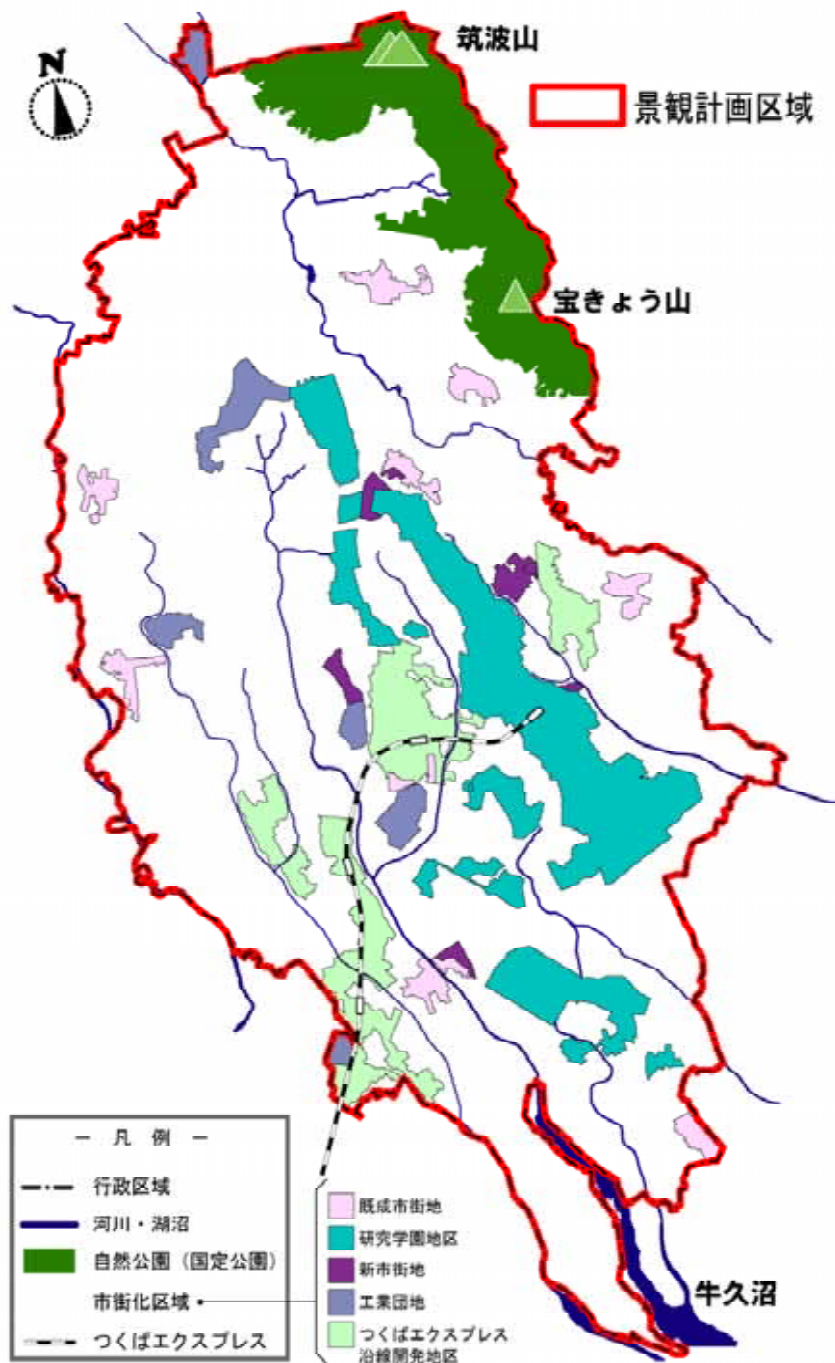 筑波山
N
景観計画区域
宝きょう山
― 凡 例 ―
行政区域
河川・湖沼
自然公園（国定公園）
市街化区域
つくばエクスプレス
既成市街地
研究学園地区
新市街地
工業団地
つくばエクスプレス
沿線開発地区
牛久沼